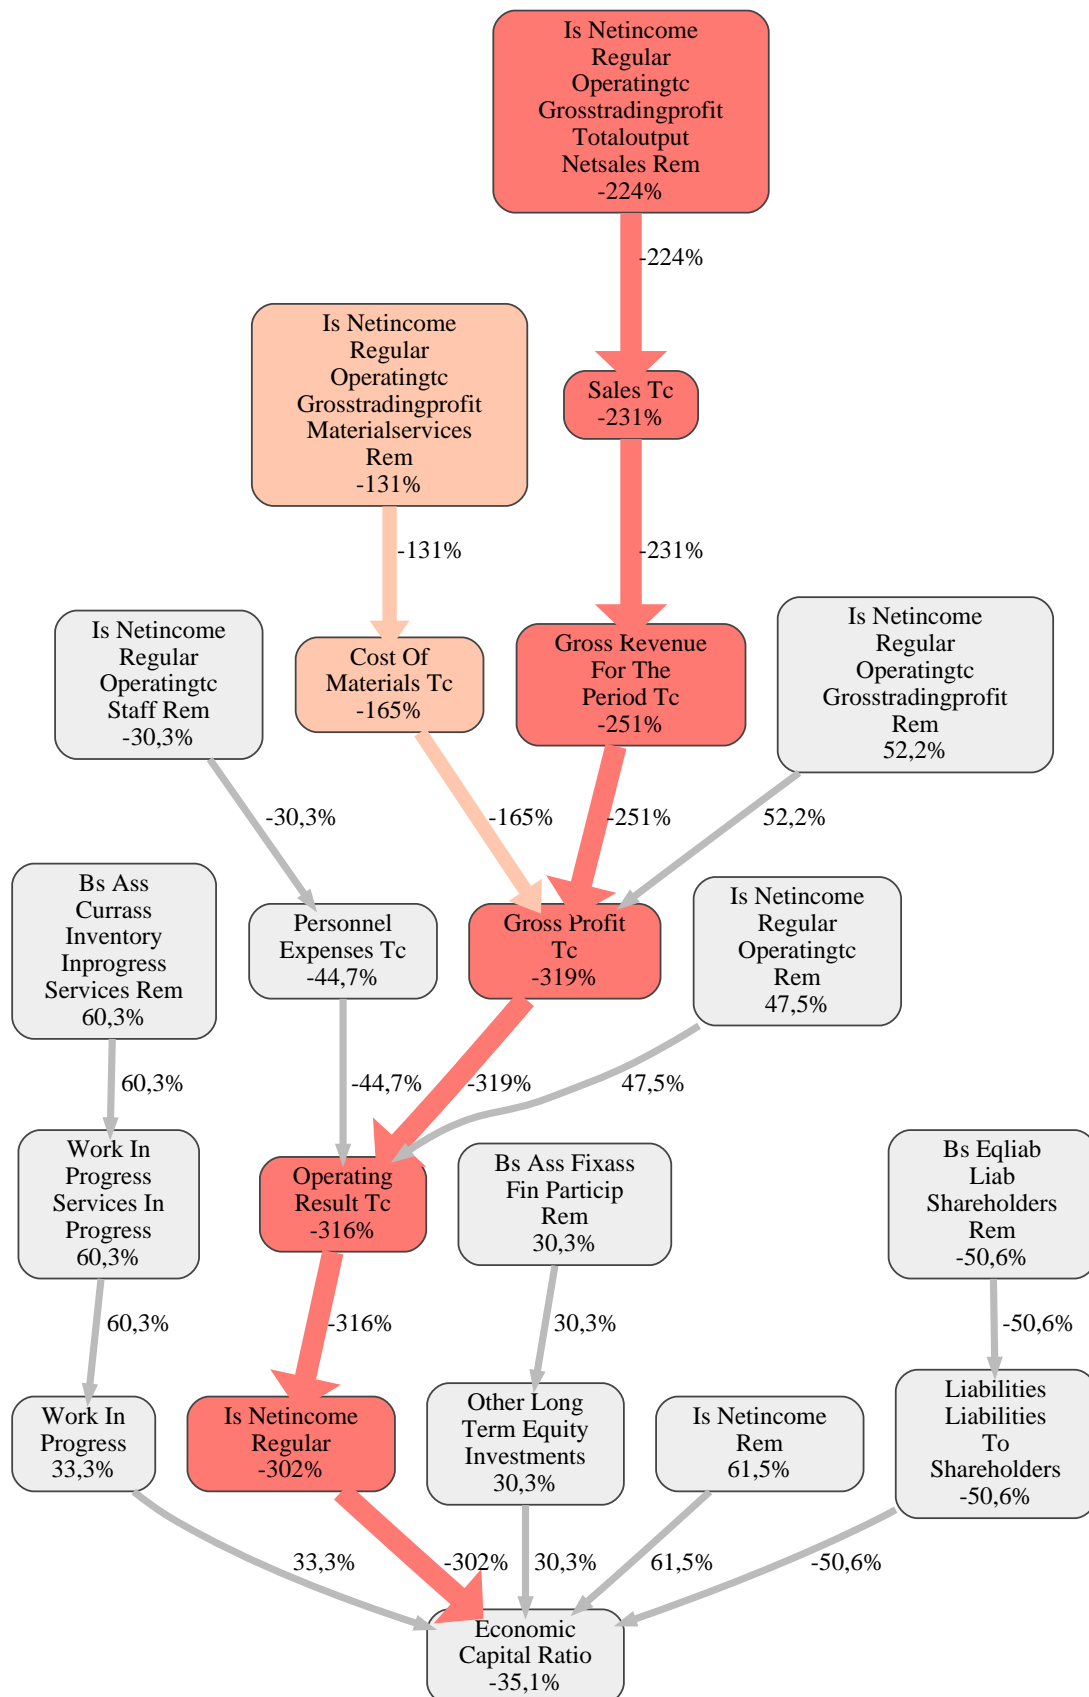 Is Netincome
Regular
Operatingtc
Grosstradingprofit
Totaloutput
Netsales Rem
-224%
-224%
Is Netincome
Regular
Operatingtc
Grosstradingprofit
Materialservices
Rem
-131%
Sales Tc
-231%
-131%
-231%
Is Netincome
Regular
Operatingtc
Staff Rem
-30,3%
Cost Of
Materials Tc
-165%
Gross Revenue
For The
Period Tc
-251%
Is Netincome
Regular
Operatingtc
Grosstradingprofit
Rem
52,2%
-30,3%
-165%
-251%
52,2%
Bs Ass
Currass
Inventory
Inprogress
Services Rem
60,3%
Personnel
Expenses Tc
-44,7%
Gross Profit
Tc
-319%
Is Netincome
Regular
Operatingtc
Rem
47,5%
60,3%
-44,7%
-319%
47,5%
Work In
Progress
Services In
Progress
60,3%
Operating
Result Tc
-316%
Bs Ass Fixass
Fin Particip
Rem
30,3%
Bs Eqliab
Liab
Shareholders
Rem
-50,6%
60,3%
-316%
30,3%
-50,6%
Work In
Progress
33,3%
Is Netincome
Regular
-302%
Other Long
Term Equity
Investments
30,3%
Is Netincome
Rem
61,5%
Liabilities
Liabilities
To
Shareholders
-50,6%
33,3%
-302%
30,3%
61,5%
-50,6%
Economic
Capital Ratio
-35,1%